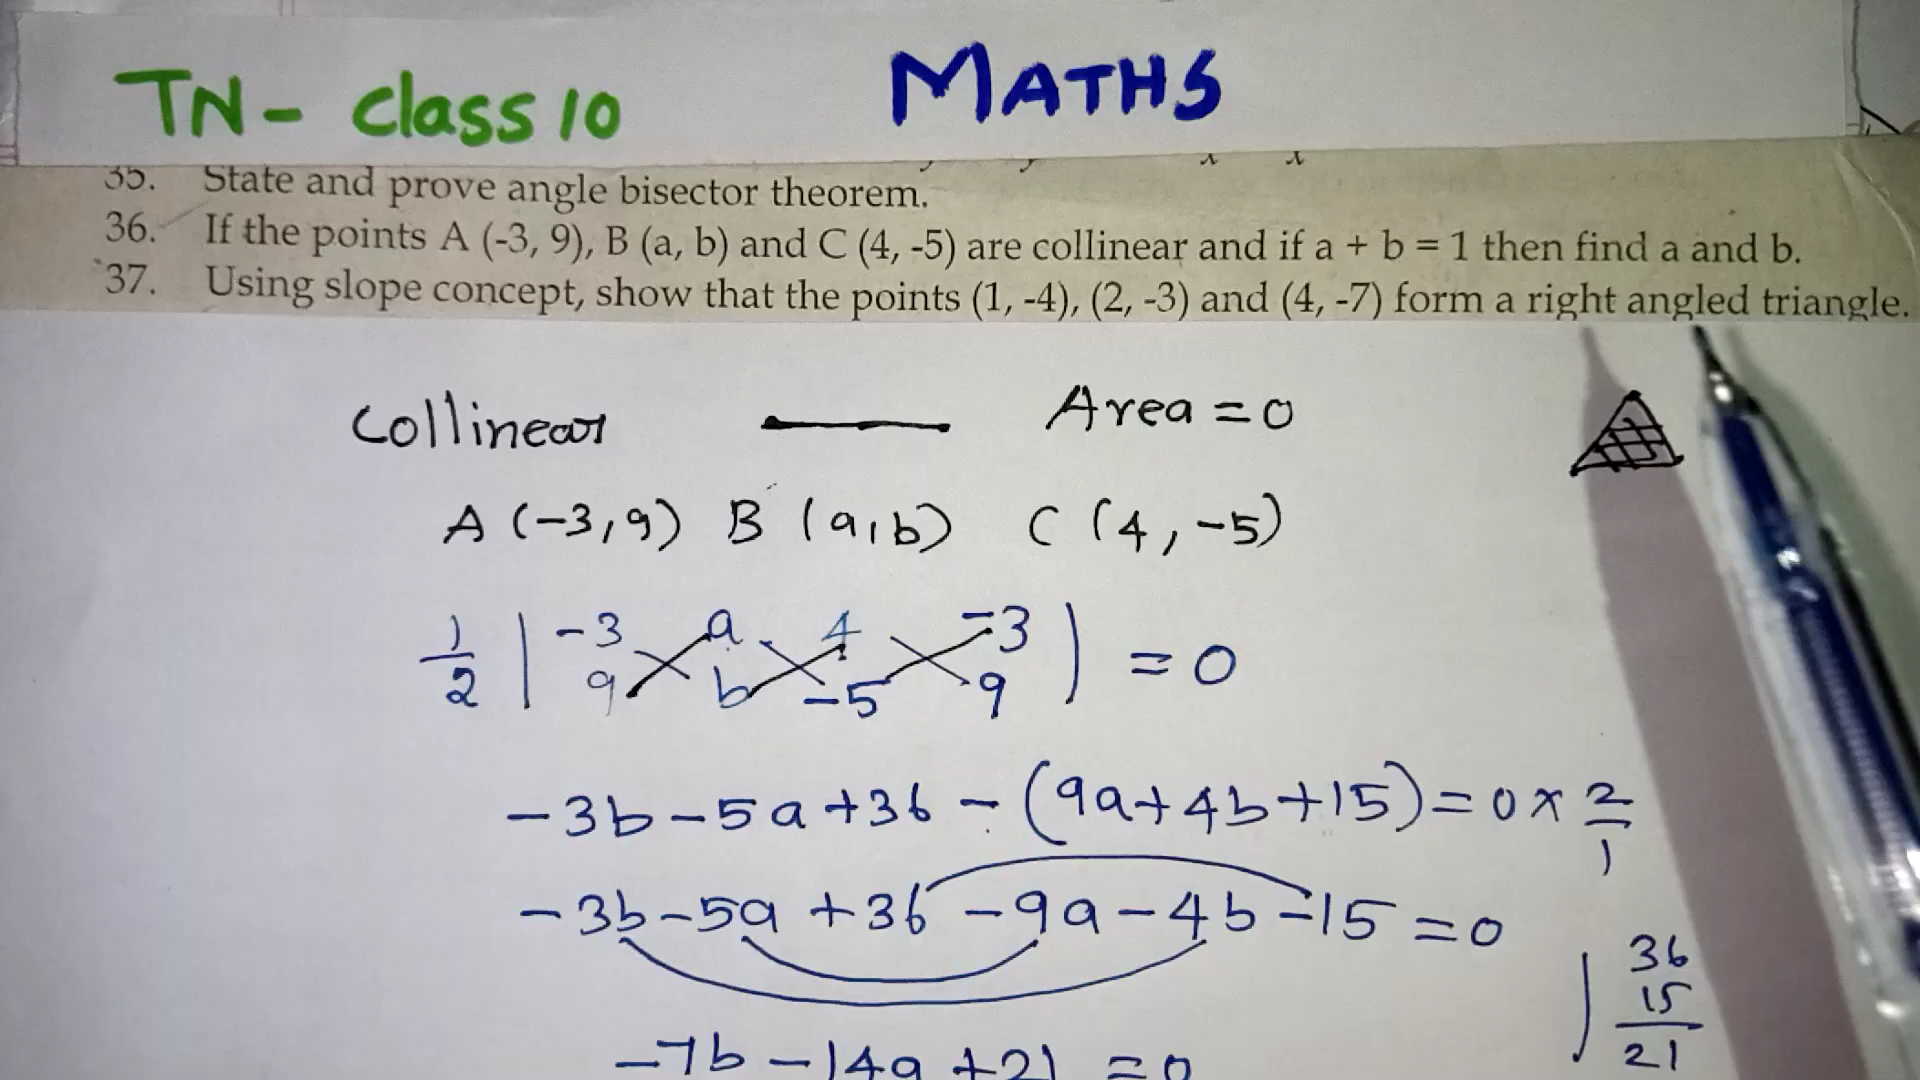 TN - Class 10 MATHS
35. State and prove angle bisector theorem.
36. If the points A (-3, 9), B (a, b) and C (4, -5) are collinear and if a + b = 1 then find a and b.
37. Using slope concept, show that the points (1, -4), (2, -3) and (4, -7) form a right angled triangle.
Collinear Area = 0
A (-3, 9) B (a, b) C (4, -5)
1/2 | -3 a 4 -3 | = 0
9 b -5 9
-3b - 5a + 36 - (9a + 4b + 15) = 0 x 2/1
-3b - 5a + 36 - 9a - 4b - 15 = 0
36
15
21
-7b - 14a + 21 = 0